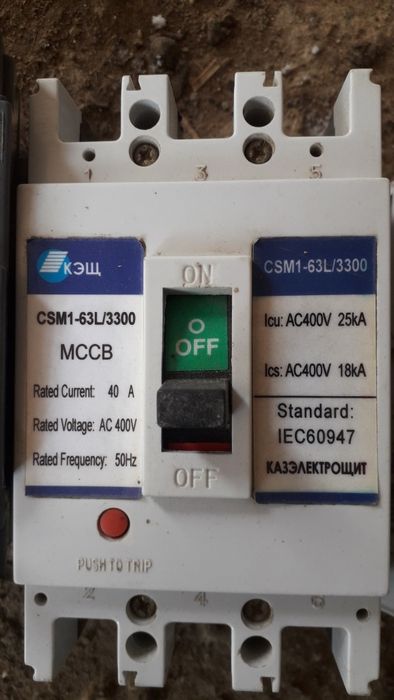 1 3 5
КЭЩ
CSM1-63L/3300
MCCB
Rated Current: 40 A
Rated Voltage: AC 400V
Rated Frequency: 50Hz
ON
O
OFF
OFF
CSM1-63L/3300
Icu: AC400V 25kA
Ics: AC400V 18kA
Standard:
IEC60947
КАЗЭЛЕКТРОЩИТ
PUSH TO TRIP
2 4 6